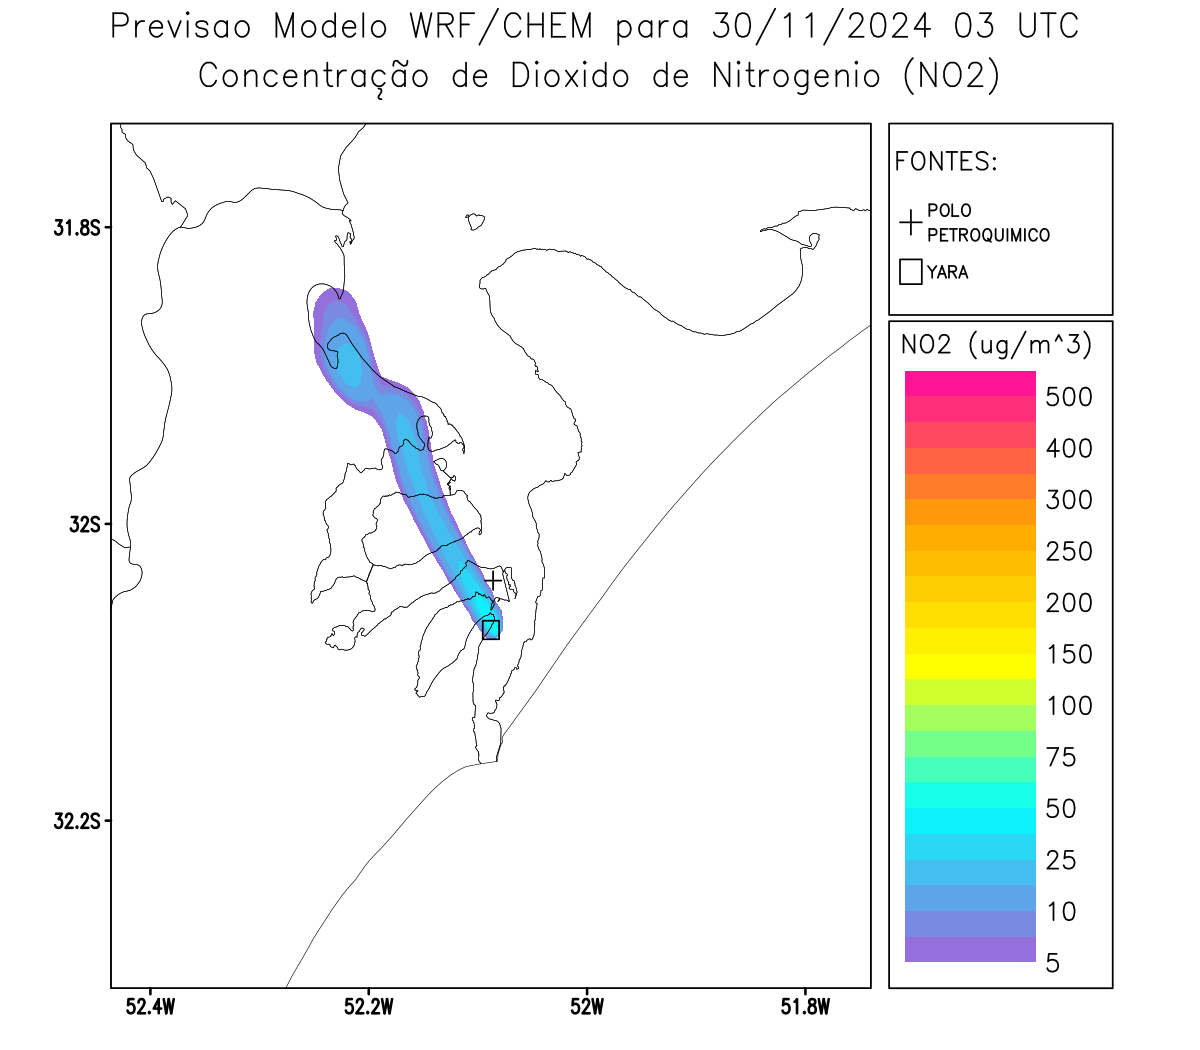 Previsao Modelo WRF/CHEM para 30/11/2024 03 UTC
Concentração de Dioxido de Nitrogenio (NO2)
FONTES:
POLO
PETROQUIMICO
YARA
NO2 (ug/m^3)
500
400
300
250
200
150
100
75
50
25
10
5
31.8S
32S
32.2S
52.4W
52.2W
52W
51.8W